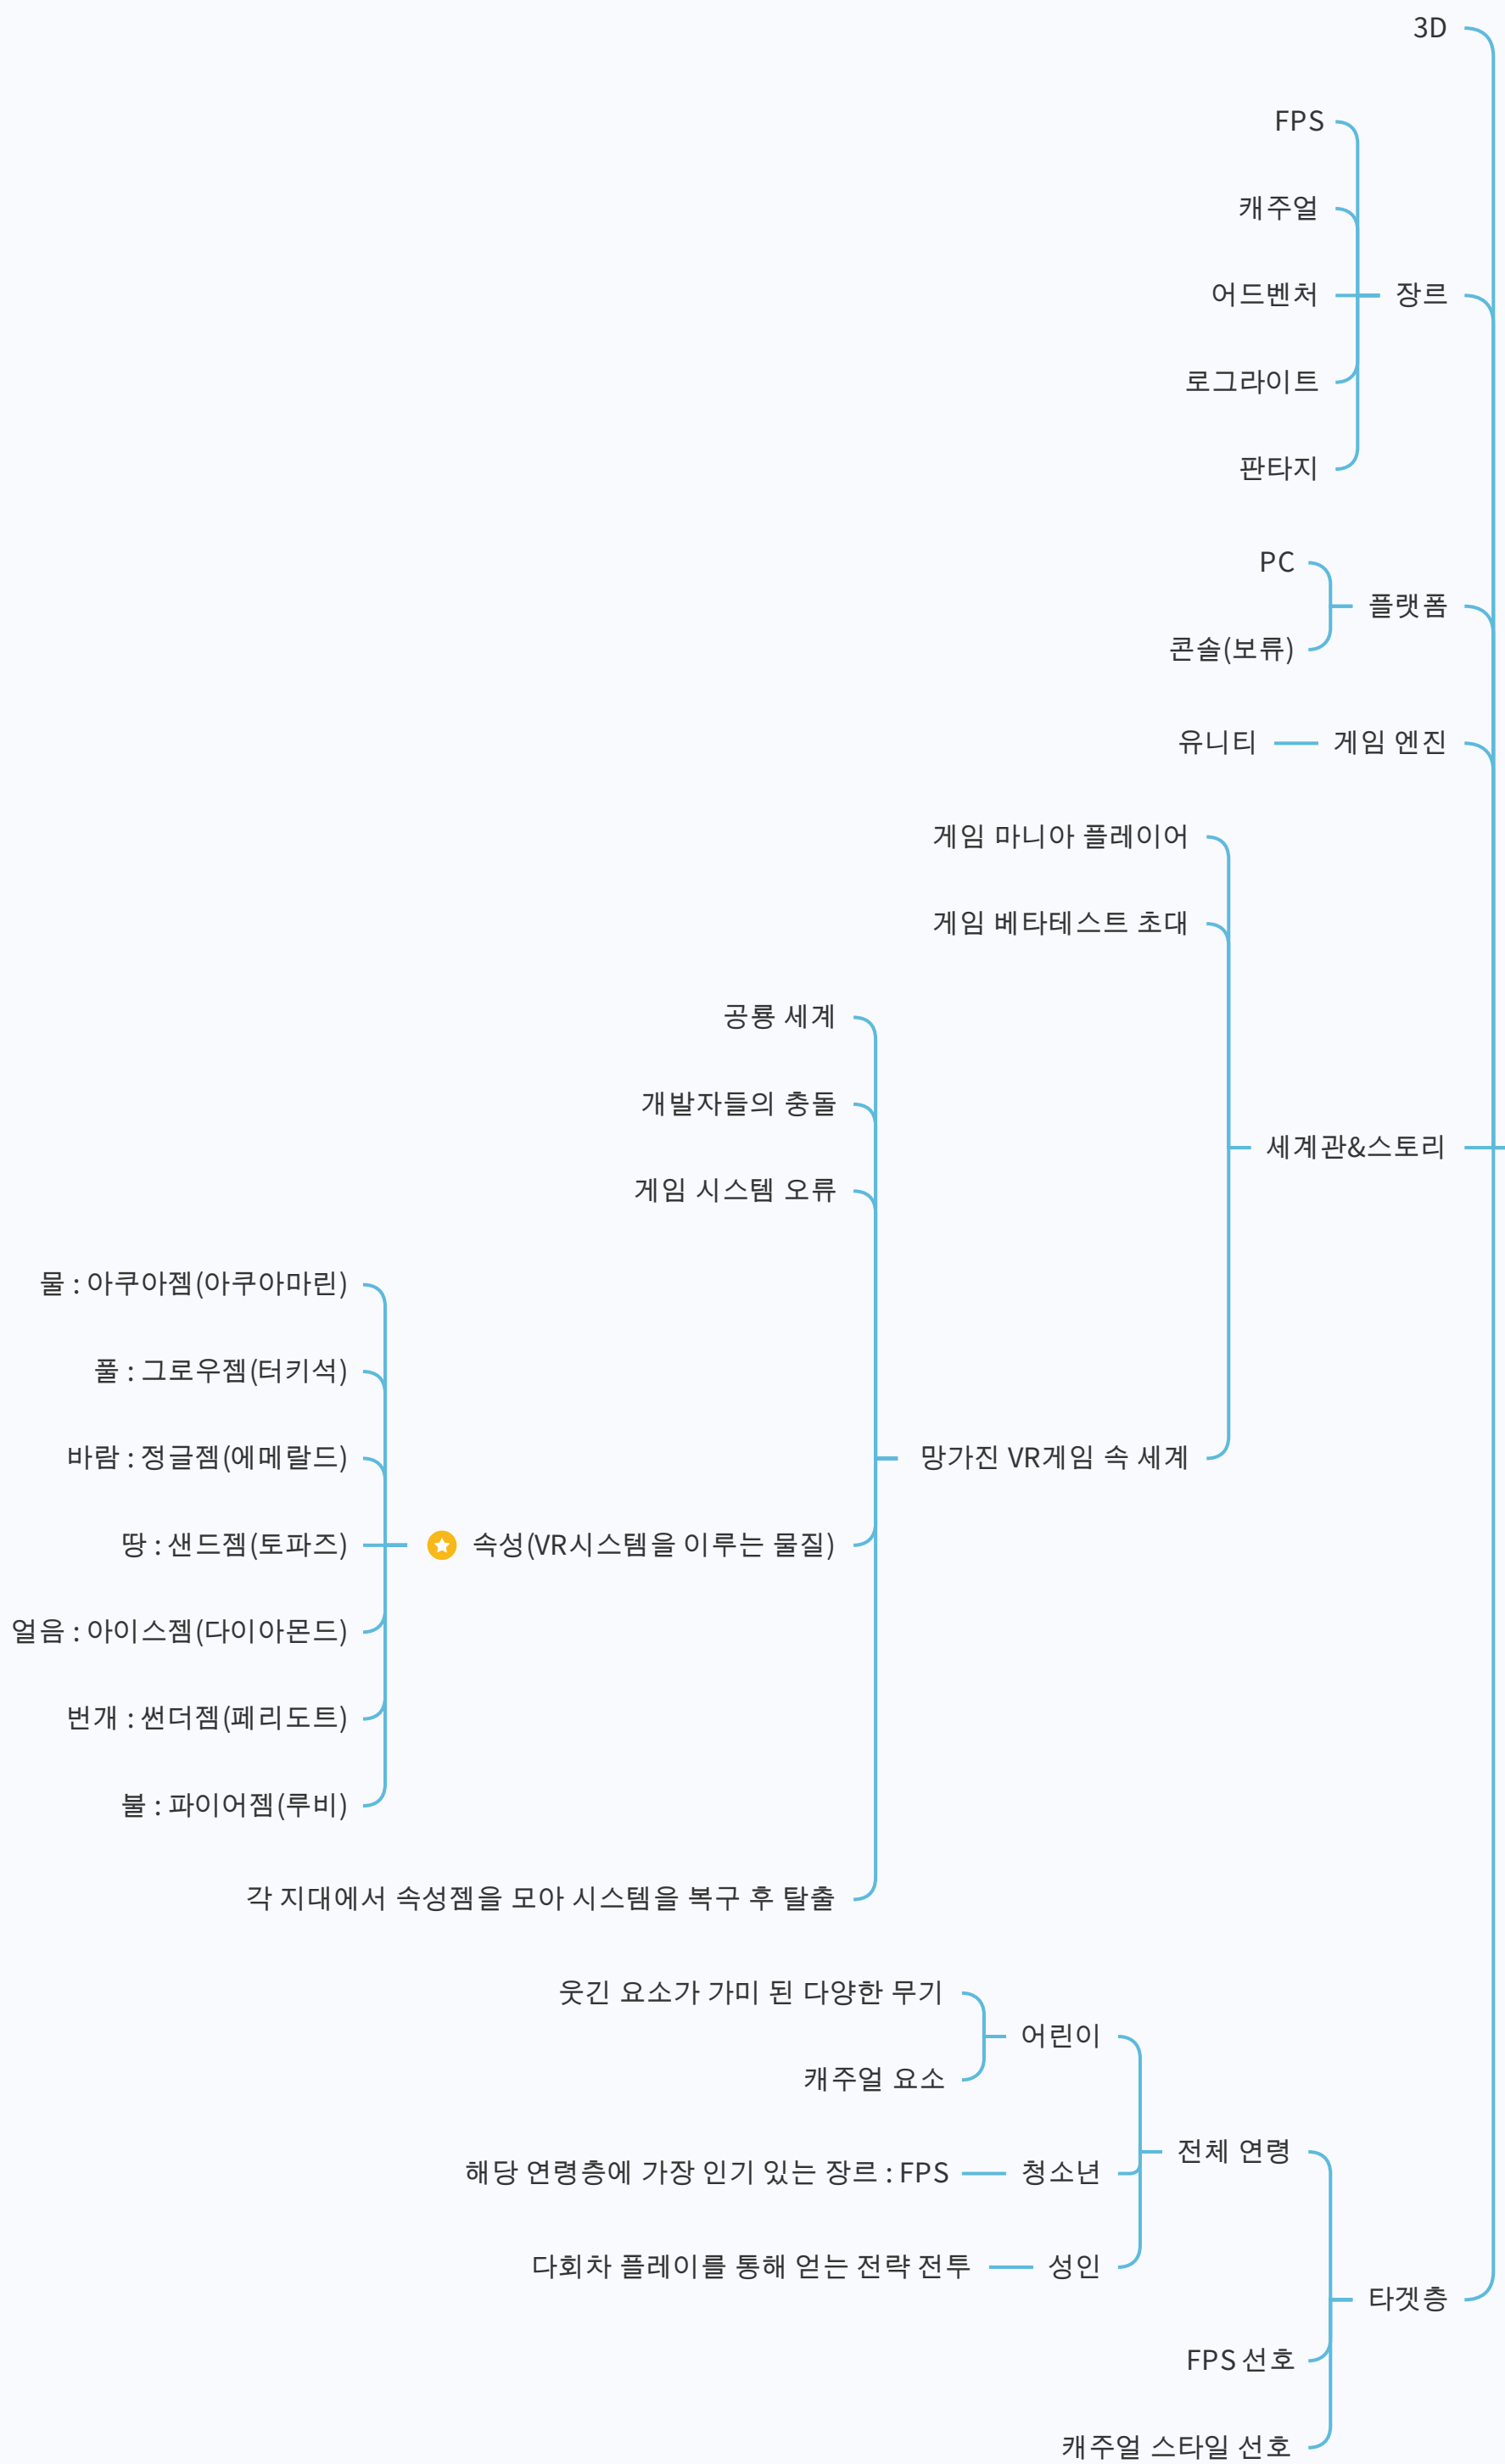 3D
FPS
캐주얼
어드벤처
장르
로그라이트
판타지
PC
플랫폼
콘솔(보류)
유니티
게임 엔진
게임 마니아 플레이어
게임 베타테스트 초대
공룡 세계
개발자들의 충돌
세계관&스토리
게임 시스템 오류
물 : 아쿠아젬(아쿠아마린)
풀 : 그로우젬(터키석)
바람 : 정글젬(에메랄드)
망가진 VR게임 속 세계
땅 : 샌드젬(토파즈)
속성(VR시스템을 이루는 물질)
얼음 : 아이스젬(다이아몬드)
번개 : 썬더젬(페리도트)
불 : 파이어젬(루비)
각 지대에서 속성젬을 모아 시스템을 복구 후 탈출
웃긴 요소가 가미 된 다양한 무기
어린이
캐주얼 요소
전체 연령
해당 연령층에 가장 인기 있는 장르 : FPS
청소년
다회차 플레이를 통해 얻는 전략 전투
성인
타겟층
FPS 선호
캐주얼 스타일 선호